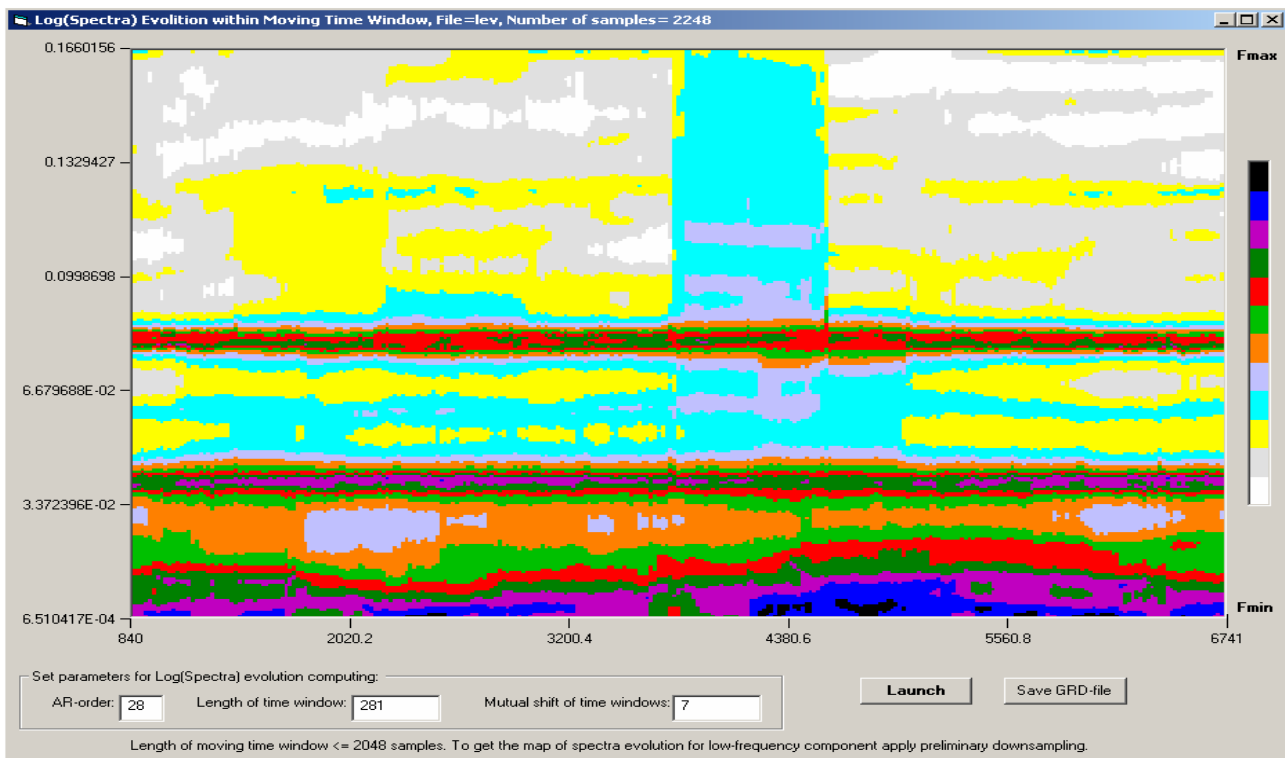 Log(Spectra) Evolition within Moving Time Window, File=lev, Number of samples= 2248
0.1660156
Fmax
0.1329427
0.0998698
6.679688E-02
3.372396E-02
6.510417E-04
Fmin
840 2020.2 3200.4 4380.6 5560.8 6741
Set parameters for Log(Spectra) evolution computing:
AR-order: 28 Length of time window: 281 Mutual shift of time windows: 7
Launch Save GRD-file
Length of moving time window <= 2048 samples. To get the map of spectra evolution for low-frequency component apply preliminary downsampling.